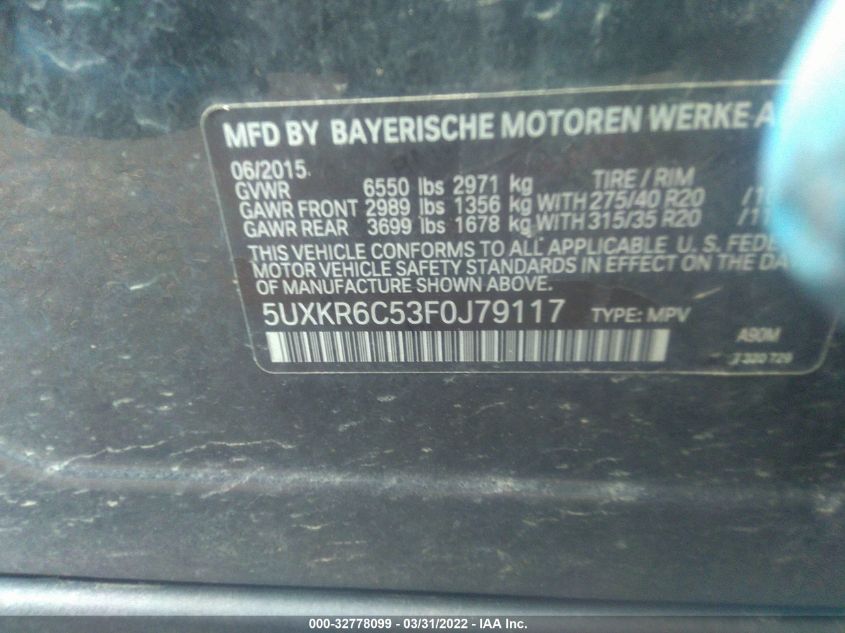 MFD BY BAYERISCHE MOTOREN WERKE A
06/2015
GVWR 6550 lbs 2971 kg TIRE / RIM
GAWR FRONT 2989 lbs 1356 kg WITH 275/40 R20
GAWR REAR 3699 lbs 1678 kg WITH 315/35 R20
THIS VEHICLE CONFORMS TO ALL APPLICABLE U. S. FEDE
MOTOR VEHICLE SAFETY STANDARDS IN EFFECT ON THE DA
OF MANUFACTURE SHOWN ABOVE.
5UXKR6C53F0J79117 TYPE: MPV
A90M
000-32778099 - 03/31/2022 - IAA Inc.